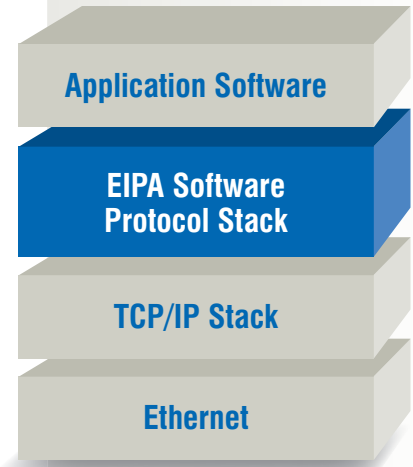 Application Software
EIPA Software
Protocol Stack
TCP/IP Stack
Ethernet